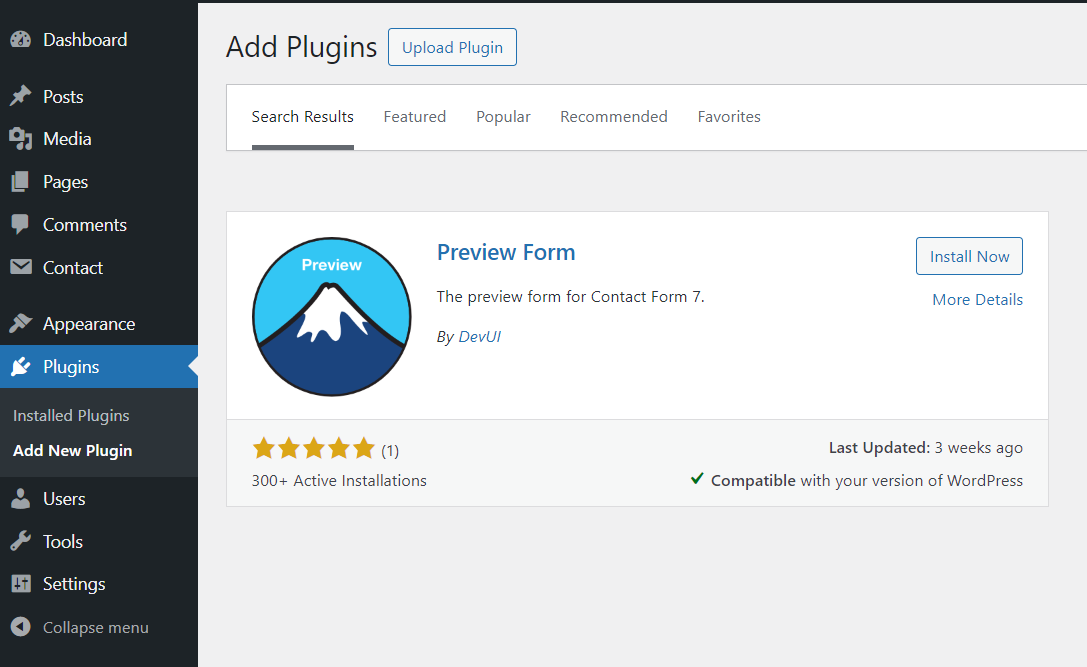 Dashboard
Posts
Media
Pages
Comments
Contact
Appearance
Plugins
Installed Plugins
Add New Plugin
Users
Tools
Settings
Collapse menu
Add Plugins
Upload Plugin
Search Results Featured Popular Recommended Favorites
Preview
Preview Form
The preview form for Contact Form 7.
By DevUI
Install Now
More Details
(1)
300+ Active Installations
Last Updated: 3 weeks ago
Compatible with your version of WordPress